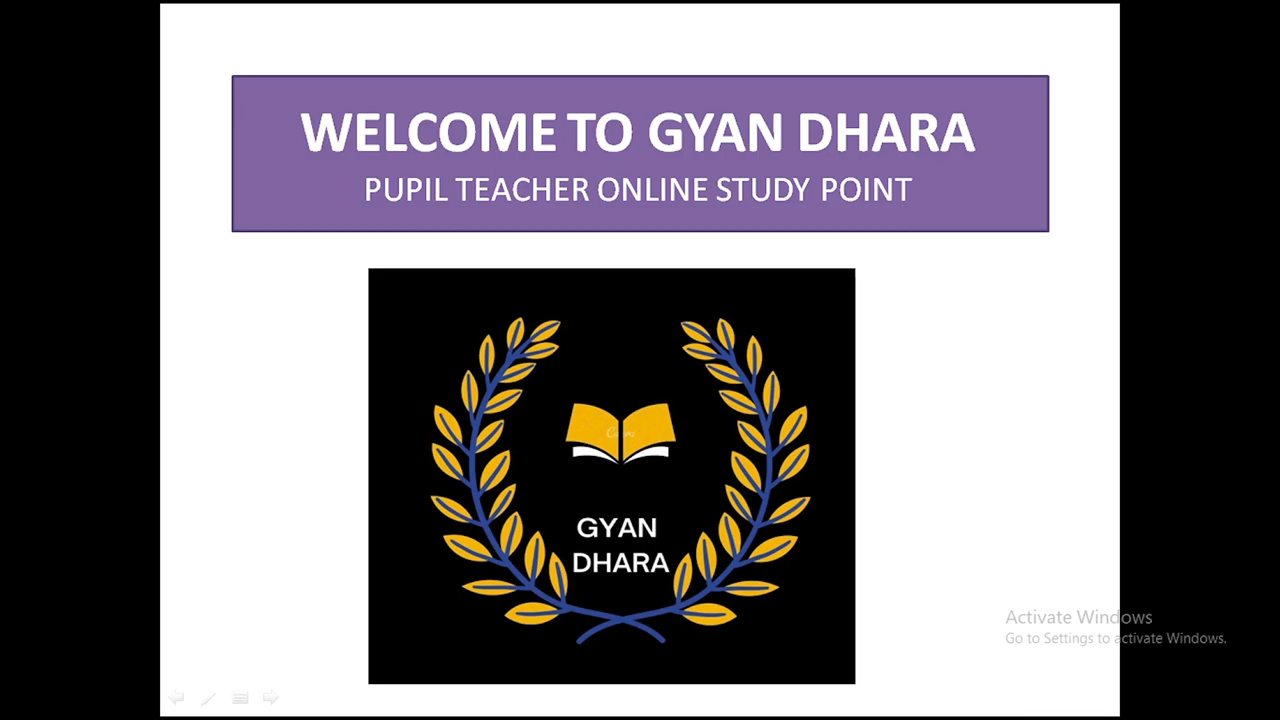 WELCOME TO GYAN DHARA
PUPIL TEACHER ONLINE STUDY POINT
Canva
GYAN
DHARA
Activate Windows
Go to Settings to activate Windows.